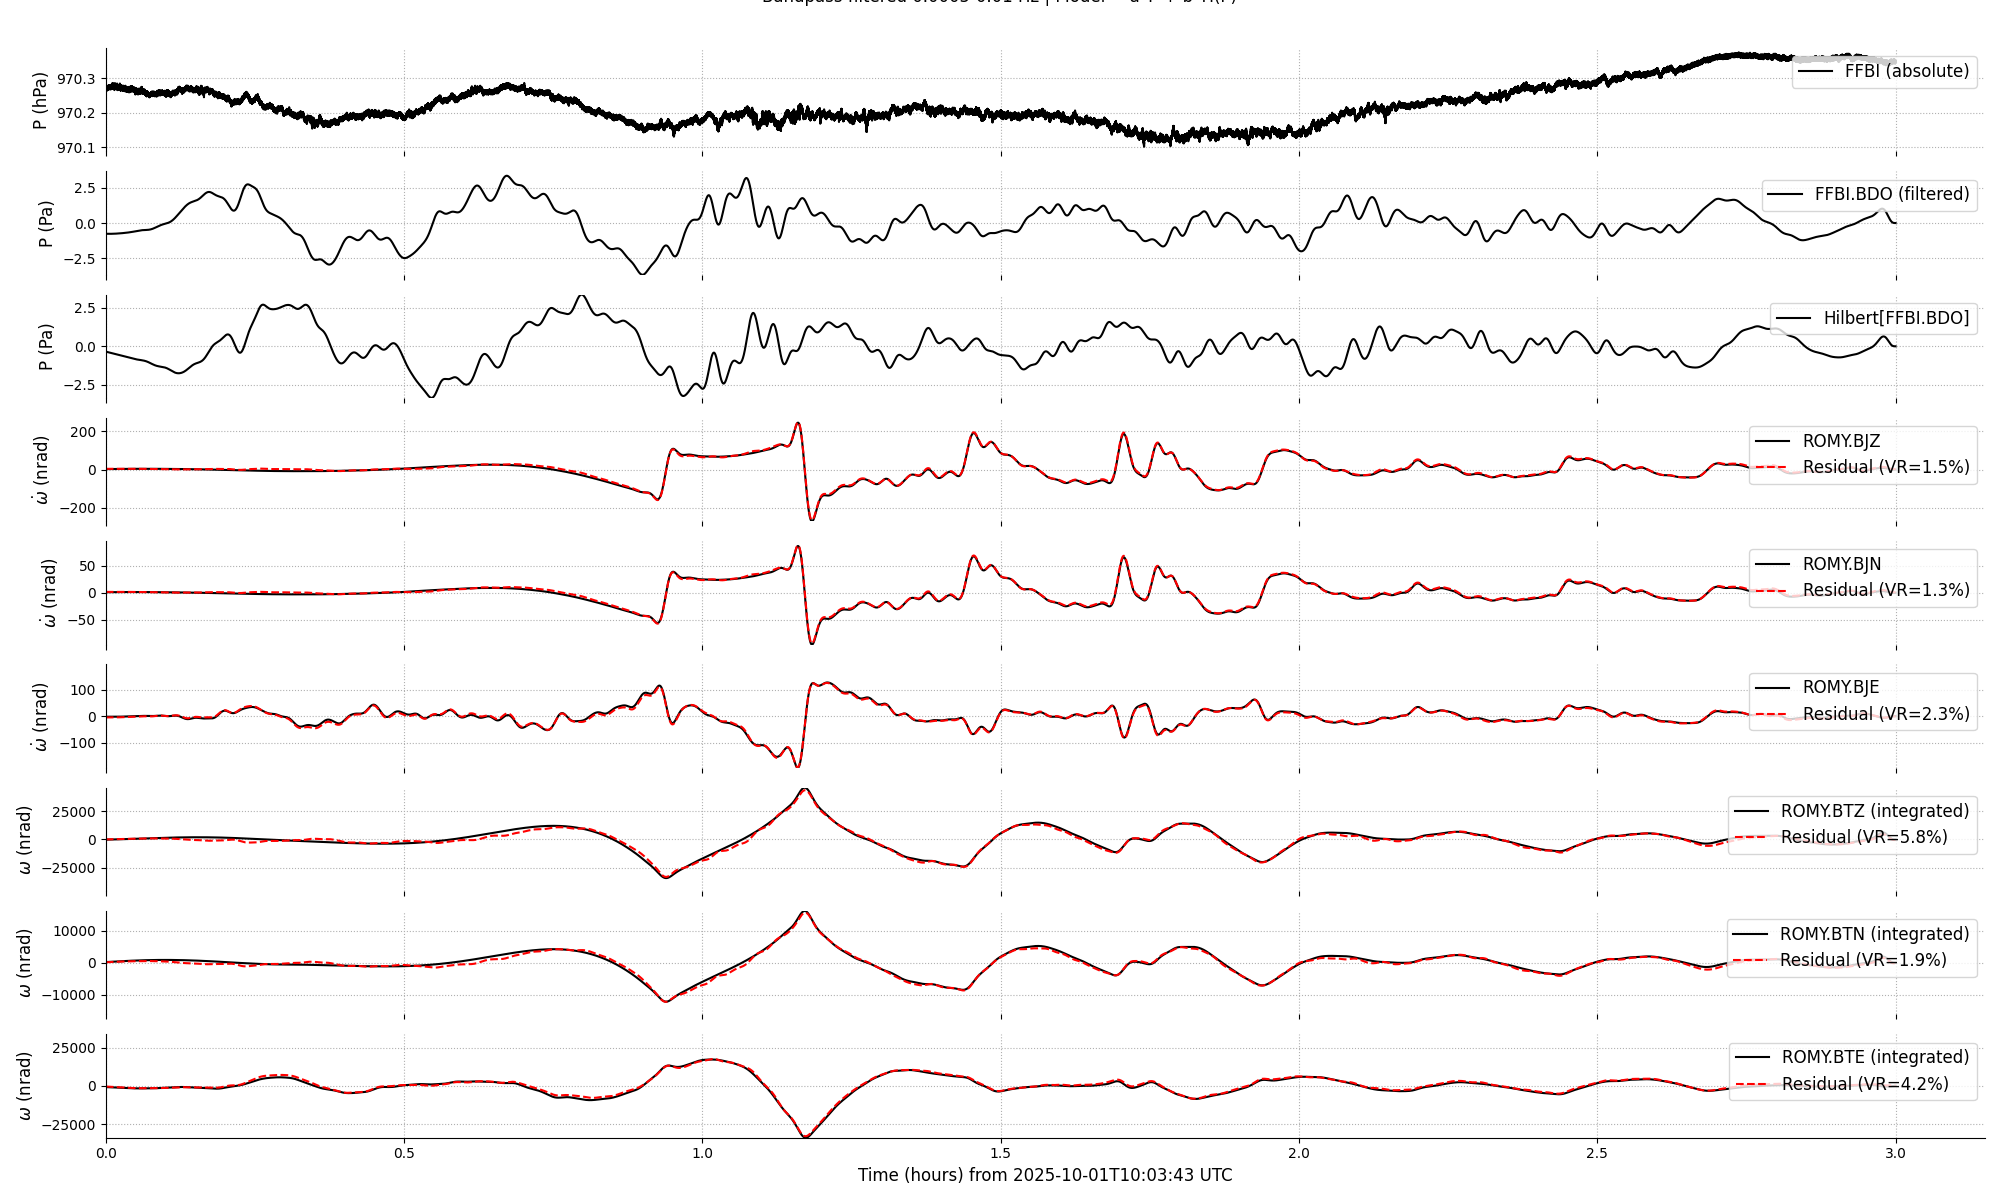 970.3
970.2
970.1
P (hPa)
FFBI (absolute)
2.5
0.0
−2.5
P (Pa)
FFBI.BDO (filtered)
2.5
0.0
−2.5
P (Pa)
Hilbert[FFBI.BDO]
200
0
−200
ω̇ (nrad)
ROMY.BJZ
Residual (VR=1.5%)
50
0
−50
ω̇ (nrad)
ROMY.BJN
Residual (VR=1.3%)
100
0
−100
ω̇ (nrad)
ROMY.BJE
Residual (VR=2.3%)
25000
0
−25000
ω (nrad)
ROMY.BTZ (integrated)
Residual (VR=5.8%)
10000
0
−10000
ω (nrad)
ROMY.BTN (integrated)
Residual (VR=1.9%)
25000
0
−25000
ω (nrad)
ROMY.BTE (integrated)
Residual (VR=4.2%)
0.0 0.5 1.0 1.5 2.0 2.5 3.0
Time (hours) from 2025-10-01T10:03:43 UTC